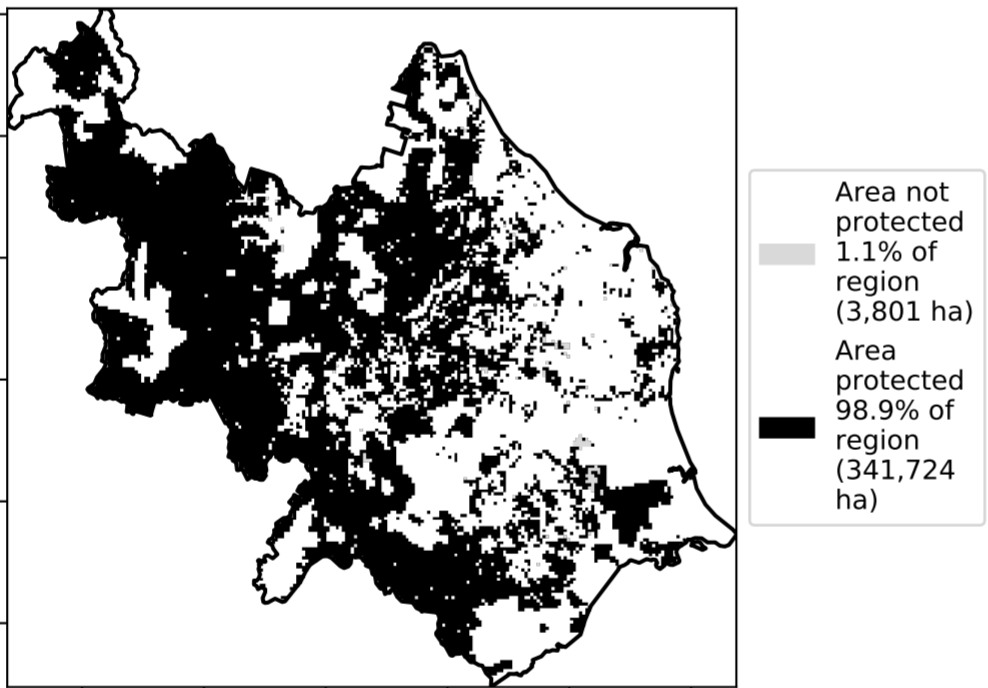 Area not
protected
1.1% of
region
(3,801 ha)
Area
protected
98.9% of
region
(341,724
ha)